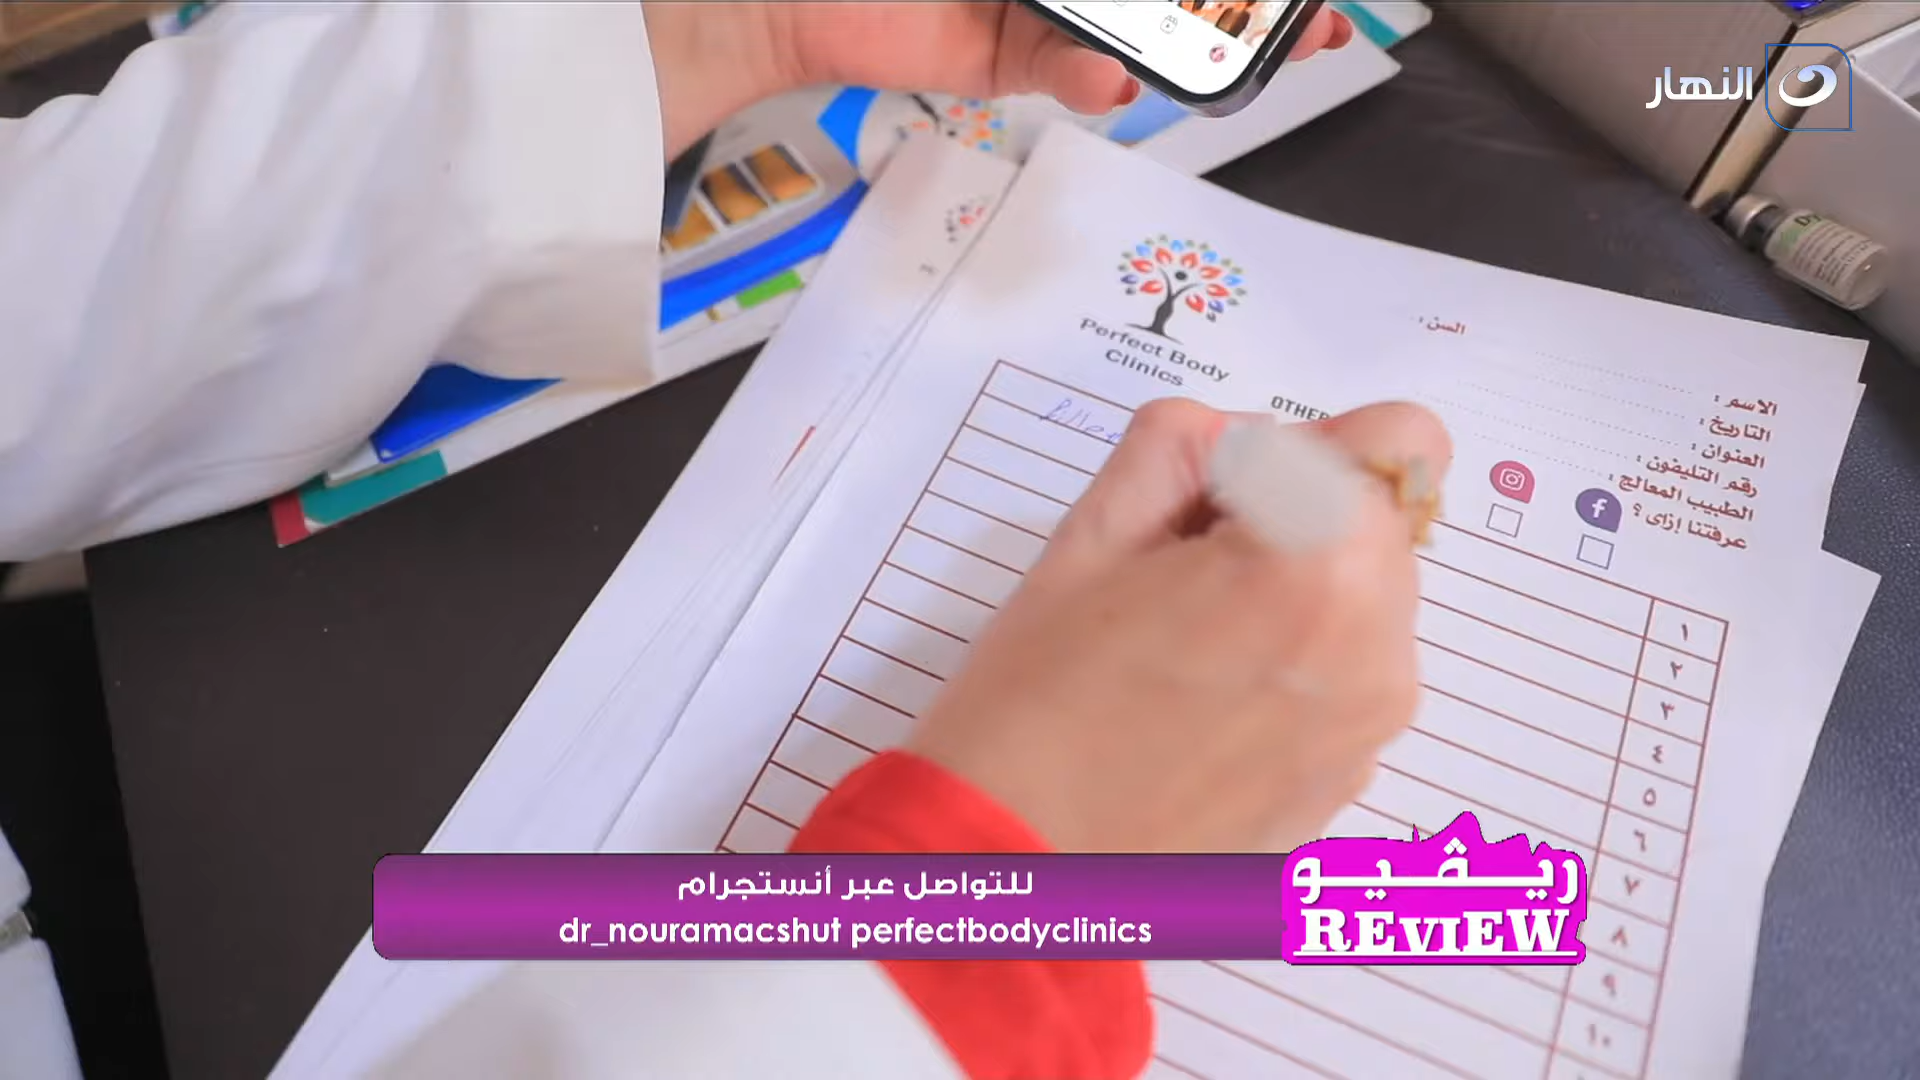 النهار
Perfect Body
Clinics
السن :
الاسم :
التاريخ :
العنوان :
رقم التليفون :
الطبيب المعالج :
عرفتنا إزاى ؟
OTHER
١
٢
٣
٤
٥
٦
٧
٨
٩
١٠
للتواصل عبر أنستجرام
dr_nouramacshut perfectbodyclinics
ريڤيو
REVIEW